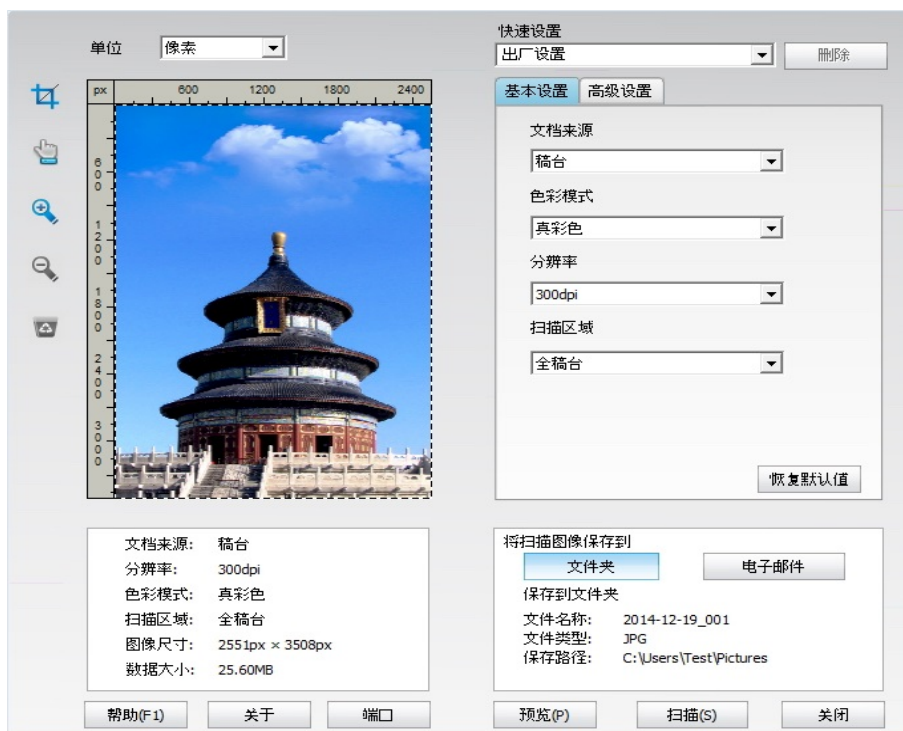 单位 像素
快速设置
出厂设置 删除
px 600 1200 1800 2400
600
1200
1800
2400
3000
基本设置 高级设置
文档来源
稿台
色彩模式
真彩色
分辨率
300dpi
扫描区域
全稿台
恢复默认值
文档来源: 稿台
分辨率: 300dpi
色彩模式: 真彩色
扫描区域: 全稿台
图像尺寸: 2551px × 3508px
数据大小: 25.60MB
将扫描图像保存到
文件夹 电子邮件
保存到文件夹
文件名称: 2014-12-19_001
文件类型: JPG
保存路径: C:\Users\Test\Pictures
帮助(F1) 关于 端口 预览(P) 扫描(S) 关闭